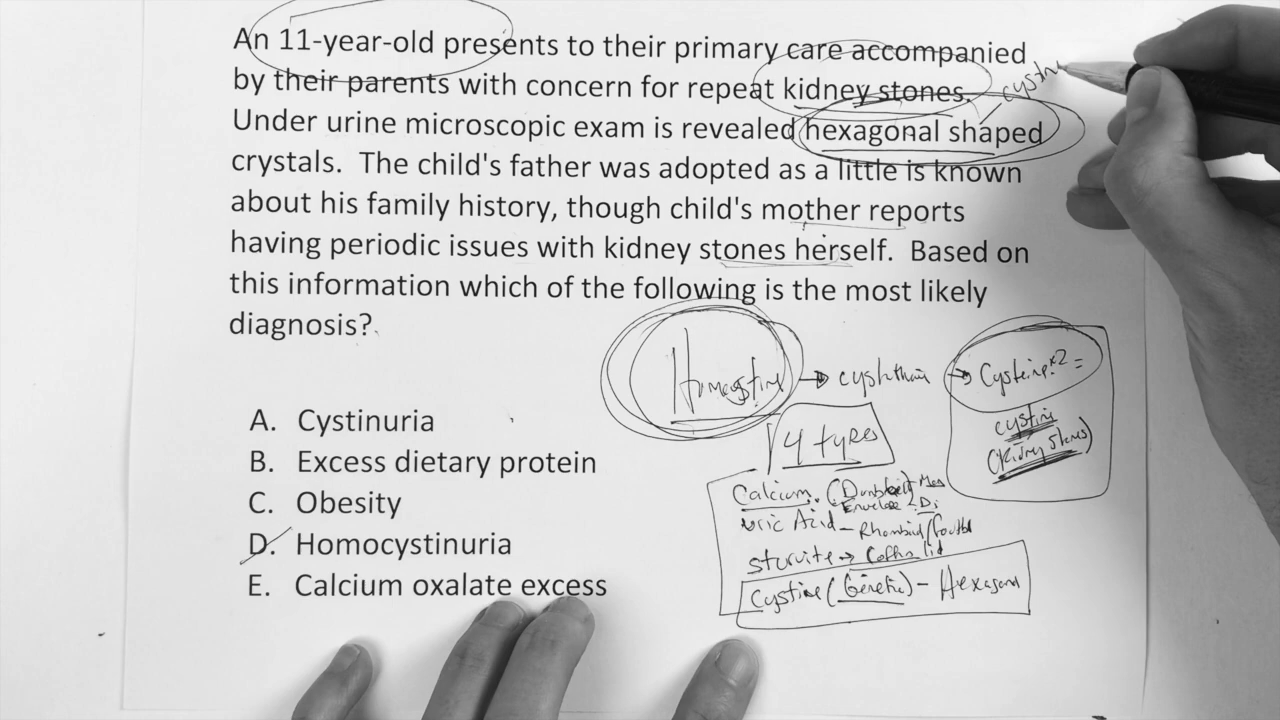 An 11-year-old presents to their primary care accompanied
by their parents with concern for repeat kidney stones.
Under urine microscopic exam is revealed hexagonal shaped
crystals. The child's father was adopted as a little is known
about his family history, though child's mother reports
having periodic issues with kidney stones herself. Based on
this information which of the following is the most likely
diagnosis?
A. Cystinuria
B. Excess dietary protein
C. Obesity
D. Homocystinuria
E. Calcium oxalate excess
Homocystine → → Cysteine x2 =
cystine
(Kidney Stones)
4 types
Calcium. (Dumbbell - Mono
Envelope - Di
Uric Acid - Rhomboid/
struvite → Coffin lid
Cystine (Genetic) - Hexagonal